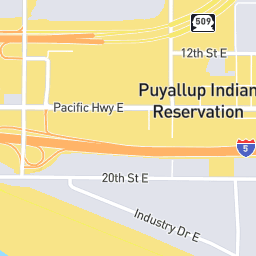 509
12th St E
Puyallup Indian
Reservation
Pacific Hwy E
5
20th St E
Industry Dr E